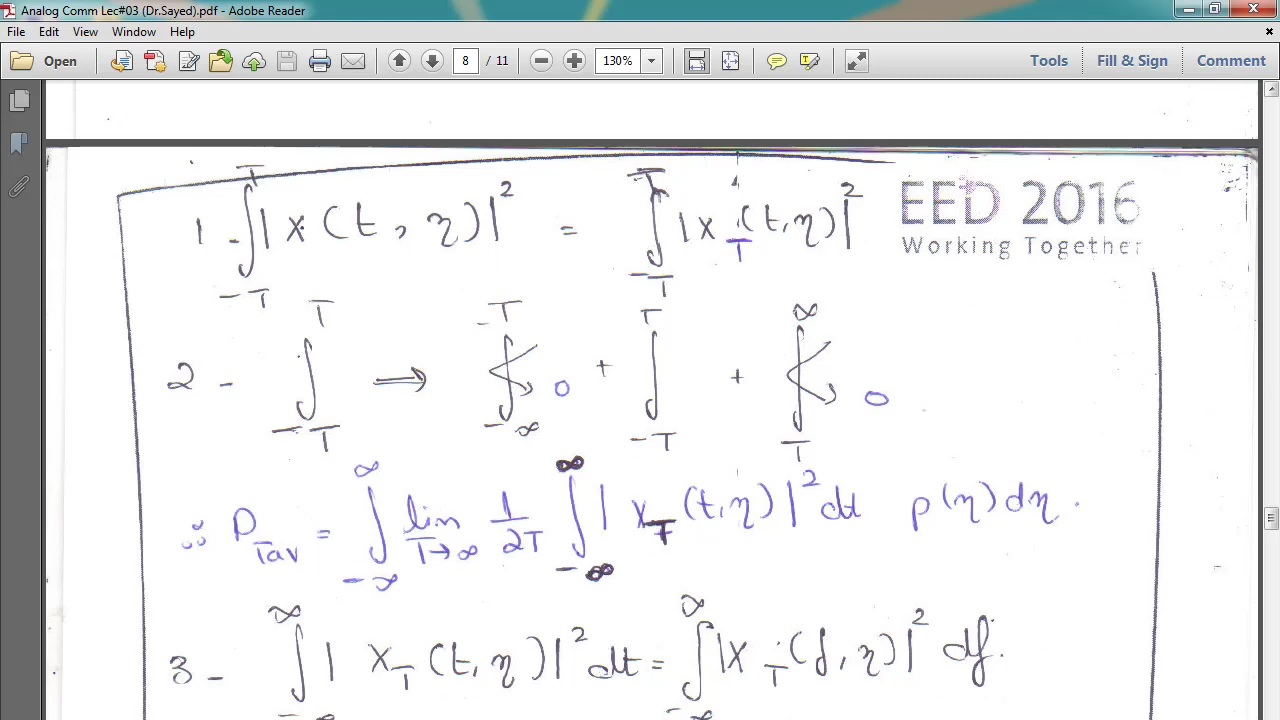 Analog Comm Lec#03 (Dr.Sayed).pdf - Adobe Reader
File Edit View Window Help
Open 8 / 11 130% Tools Fill & Sign Comment
EED 2016
Working Together
1 - ∫_{-T}^{T} |x(t, η)|² = ∫_{-T}^{T} |x_T(t, η)|²
2 - ∫_{-T}^{T} ⟹ ∫_{-∞}^{-T} 0 + ∫_{-T}^{T} + ∫_{T}^{∞} 0
∴ P_{Tav} = ∫_{-∞}^{∞} lim_{T→∞} 1/2T ∫_{-∞}^{∞} |x_T(t, η)|² dt p(η) dη .
3 - ∫_{-∞}^{∞} |x_T(t, η)|² dt = ∫_{-∞}^{∞} |X_T(f, η)|² df .